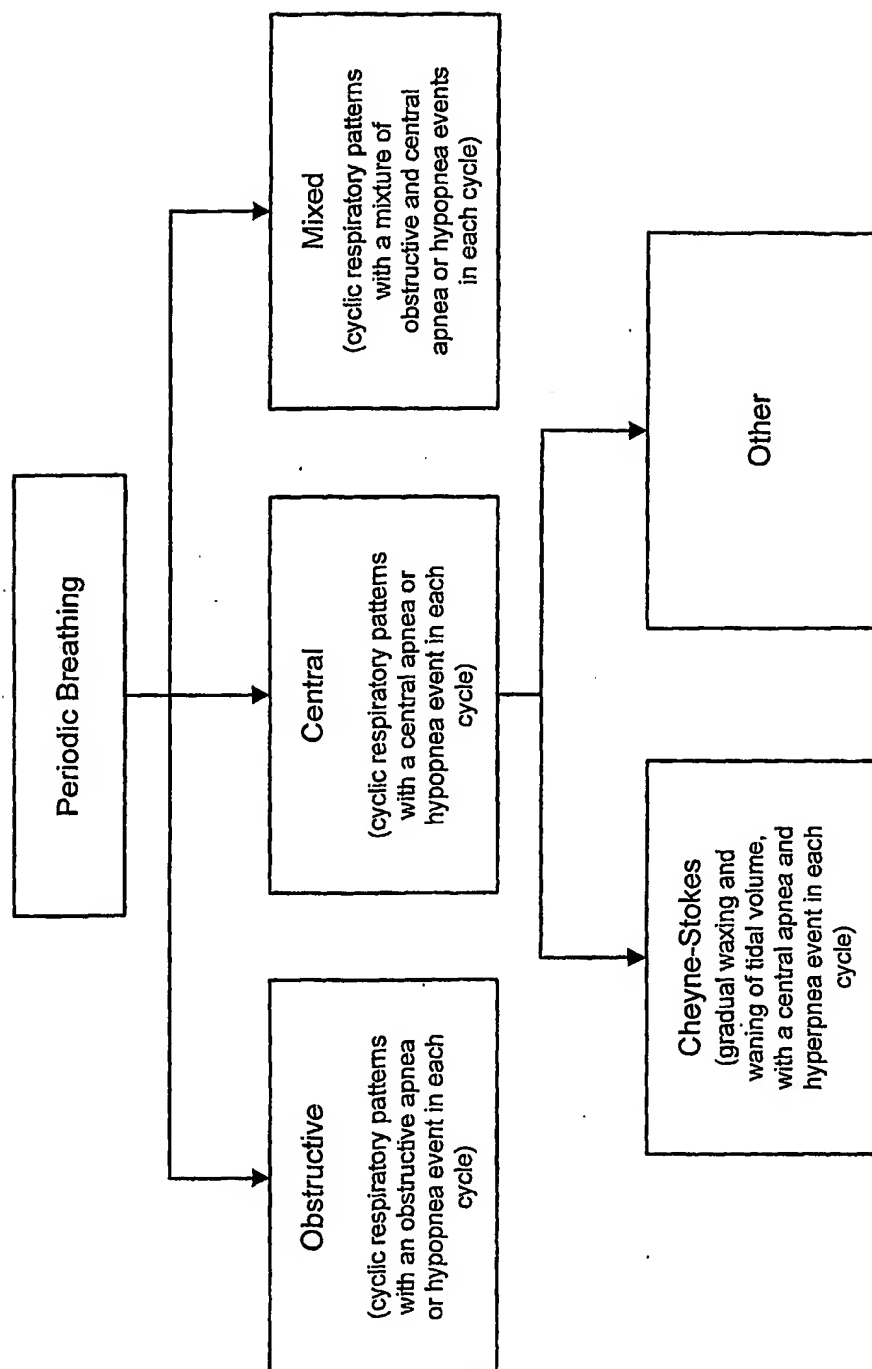 Periodic Breathing
Obstructive
(cyclic respiratory patterns
with an obstructive apnea
or hypopnea event in each
cycle)
Central
(cyclic respiratory patterns
with a central apnea or
hypopnea event in each
cycle)
Mixed
(cyclic respiratory patterns
with a mixture of
obstructive and central
apnea or hypopnea events
in each cycle)
Cheyne-Stokes
(gradual waxing and
waning of tidal volume,
with a central apnea and
hyperpnea event in each
cycle)
Other